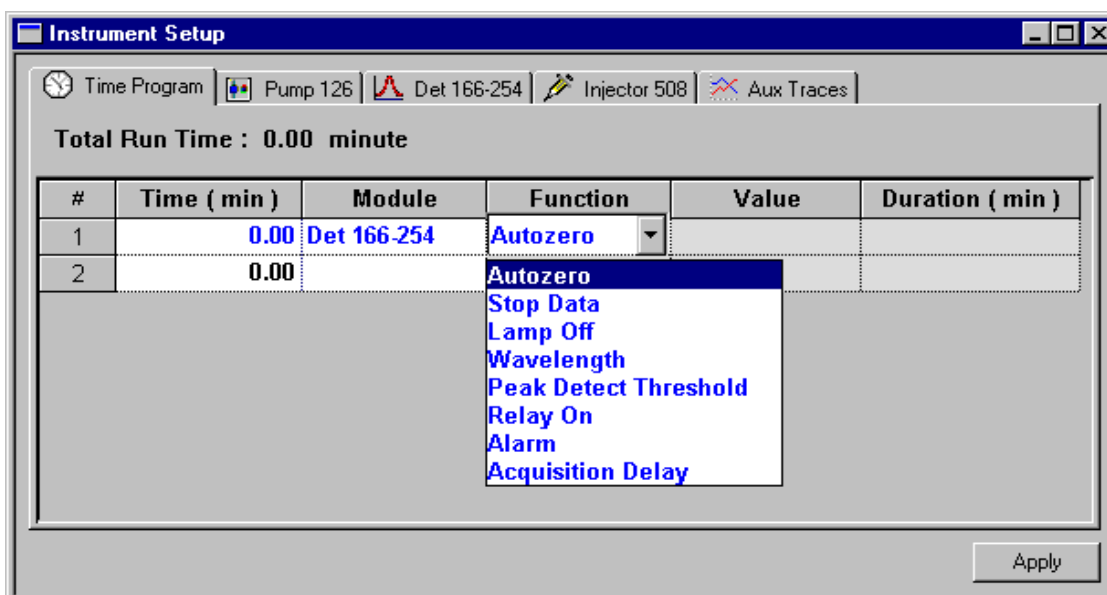 Instrument Setup
Time Program Pump 126 Det 166-254 Injector 508 Aux Traces
Total Run Time : 0.00 minute
# Time ( min ) Module Function Value Duration ( min )
1 0.00 Det 166-254 Autozero
2 0.00
Autozero
Stop Data
Lamp Off
Wavelength
Peak Detect Threshold
Relay On
Alarm
Acquisition Delay
Apply